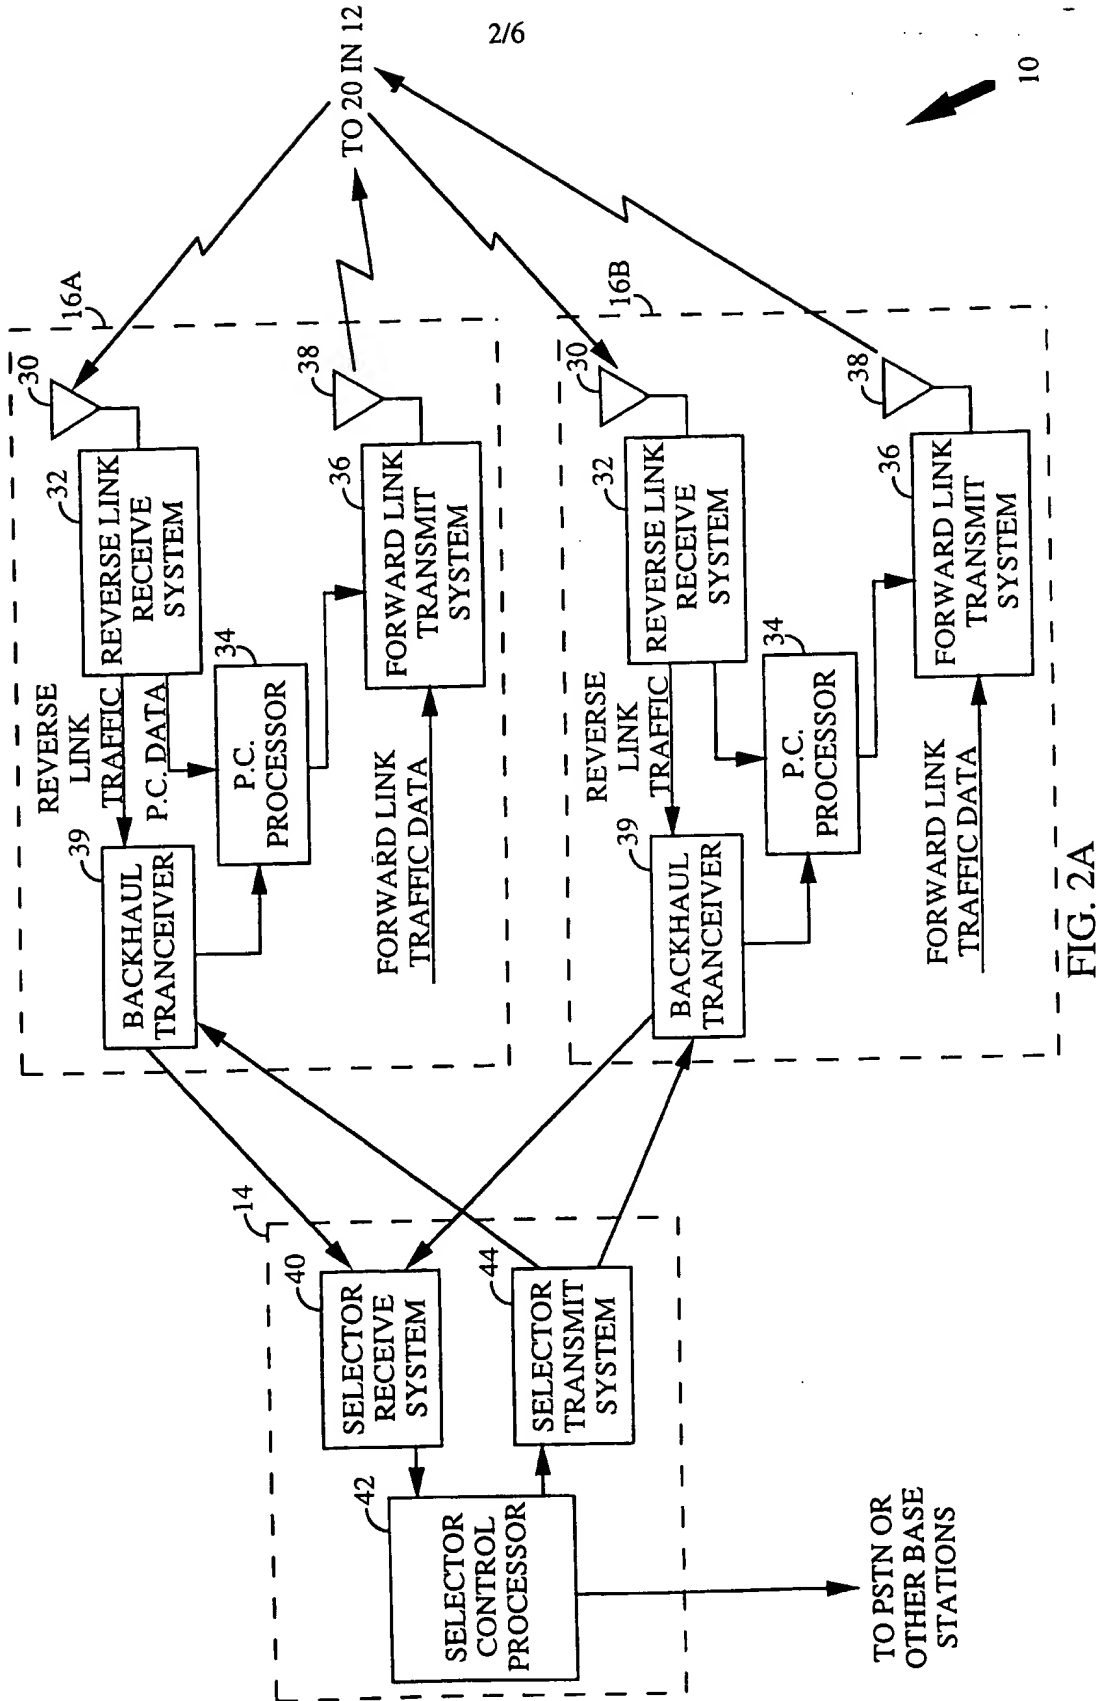 2/6
10
TO 20 IN 12
16A
30
32
REVERSE LINK
RECEIVE
SYSTEM
REVERSE
LINK
TRAFFIC
P.C. DATA
34
P.C.
PROCESSOR
38
36
FORWARD LINK
TRANSMIT
SYSTEM
39
BACKHAUL
TRANCEIVER
FORWARD LINK
TRAFFIC DATA
16B
30
32
REVERSE LINK
RECEIVE
SYSTEM
REVERSE
LINK
TRAFFIC
34
P.C.
PROCESSOR
38
36
FORWARD LINK
TRANSMIT
SYSTEM
39
BACKHAUL
TRANCEIVER
FORWARD LINK
TRAFFIC DATA
14
40
SELECTOR
RECEIVE
SYSTEM
44
SELECTOR
TRANSMIT
SYSTEM
42
SELECTOR
CONTROL
PROCESSOR
TO PSTN OR
OTHER BASE
STATIONS
FIG. 2A